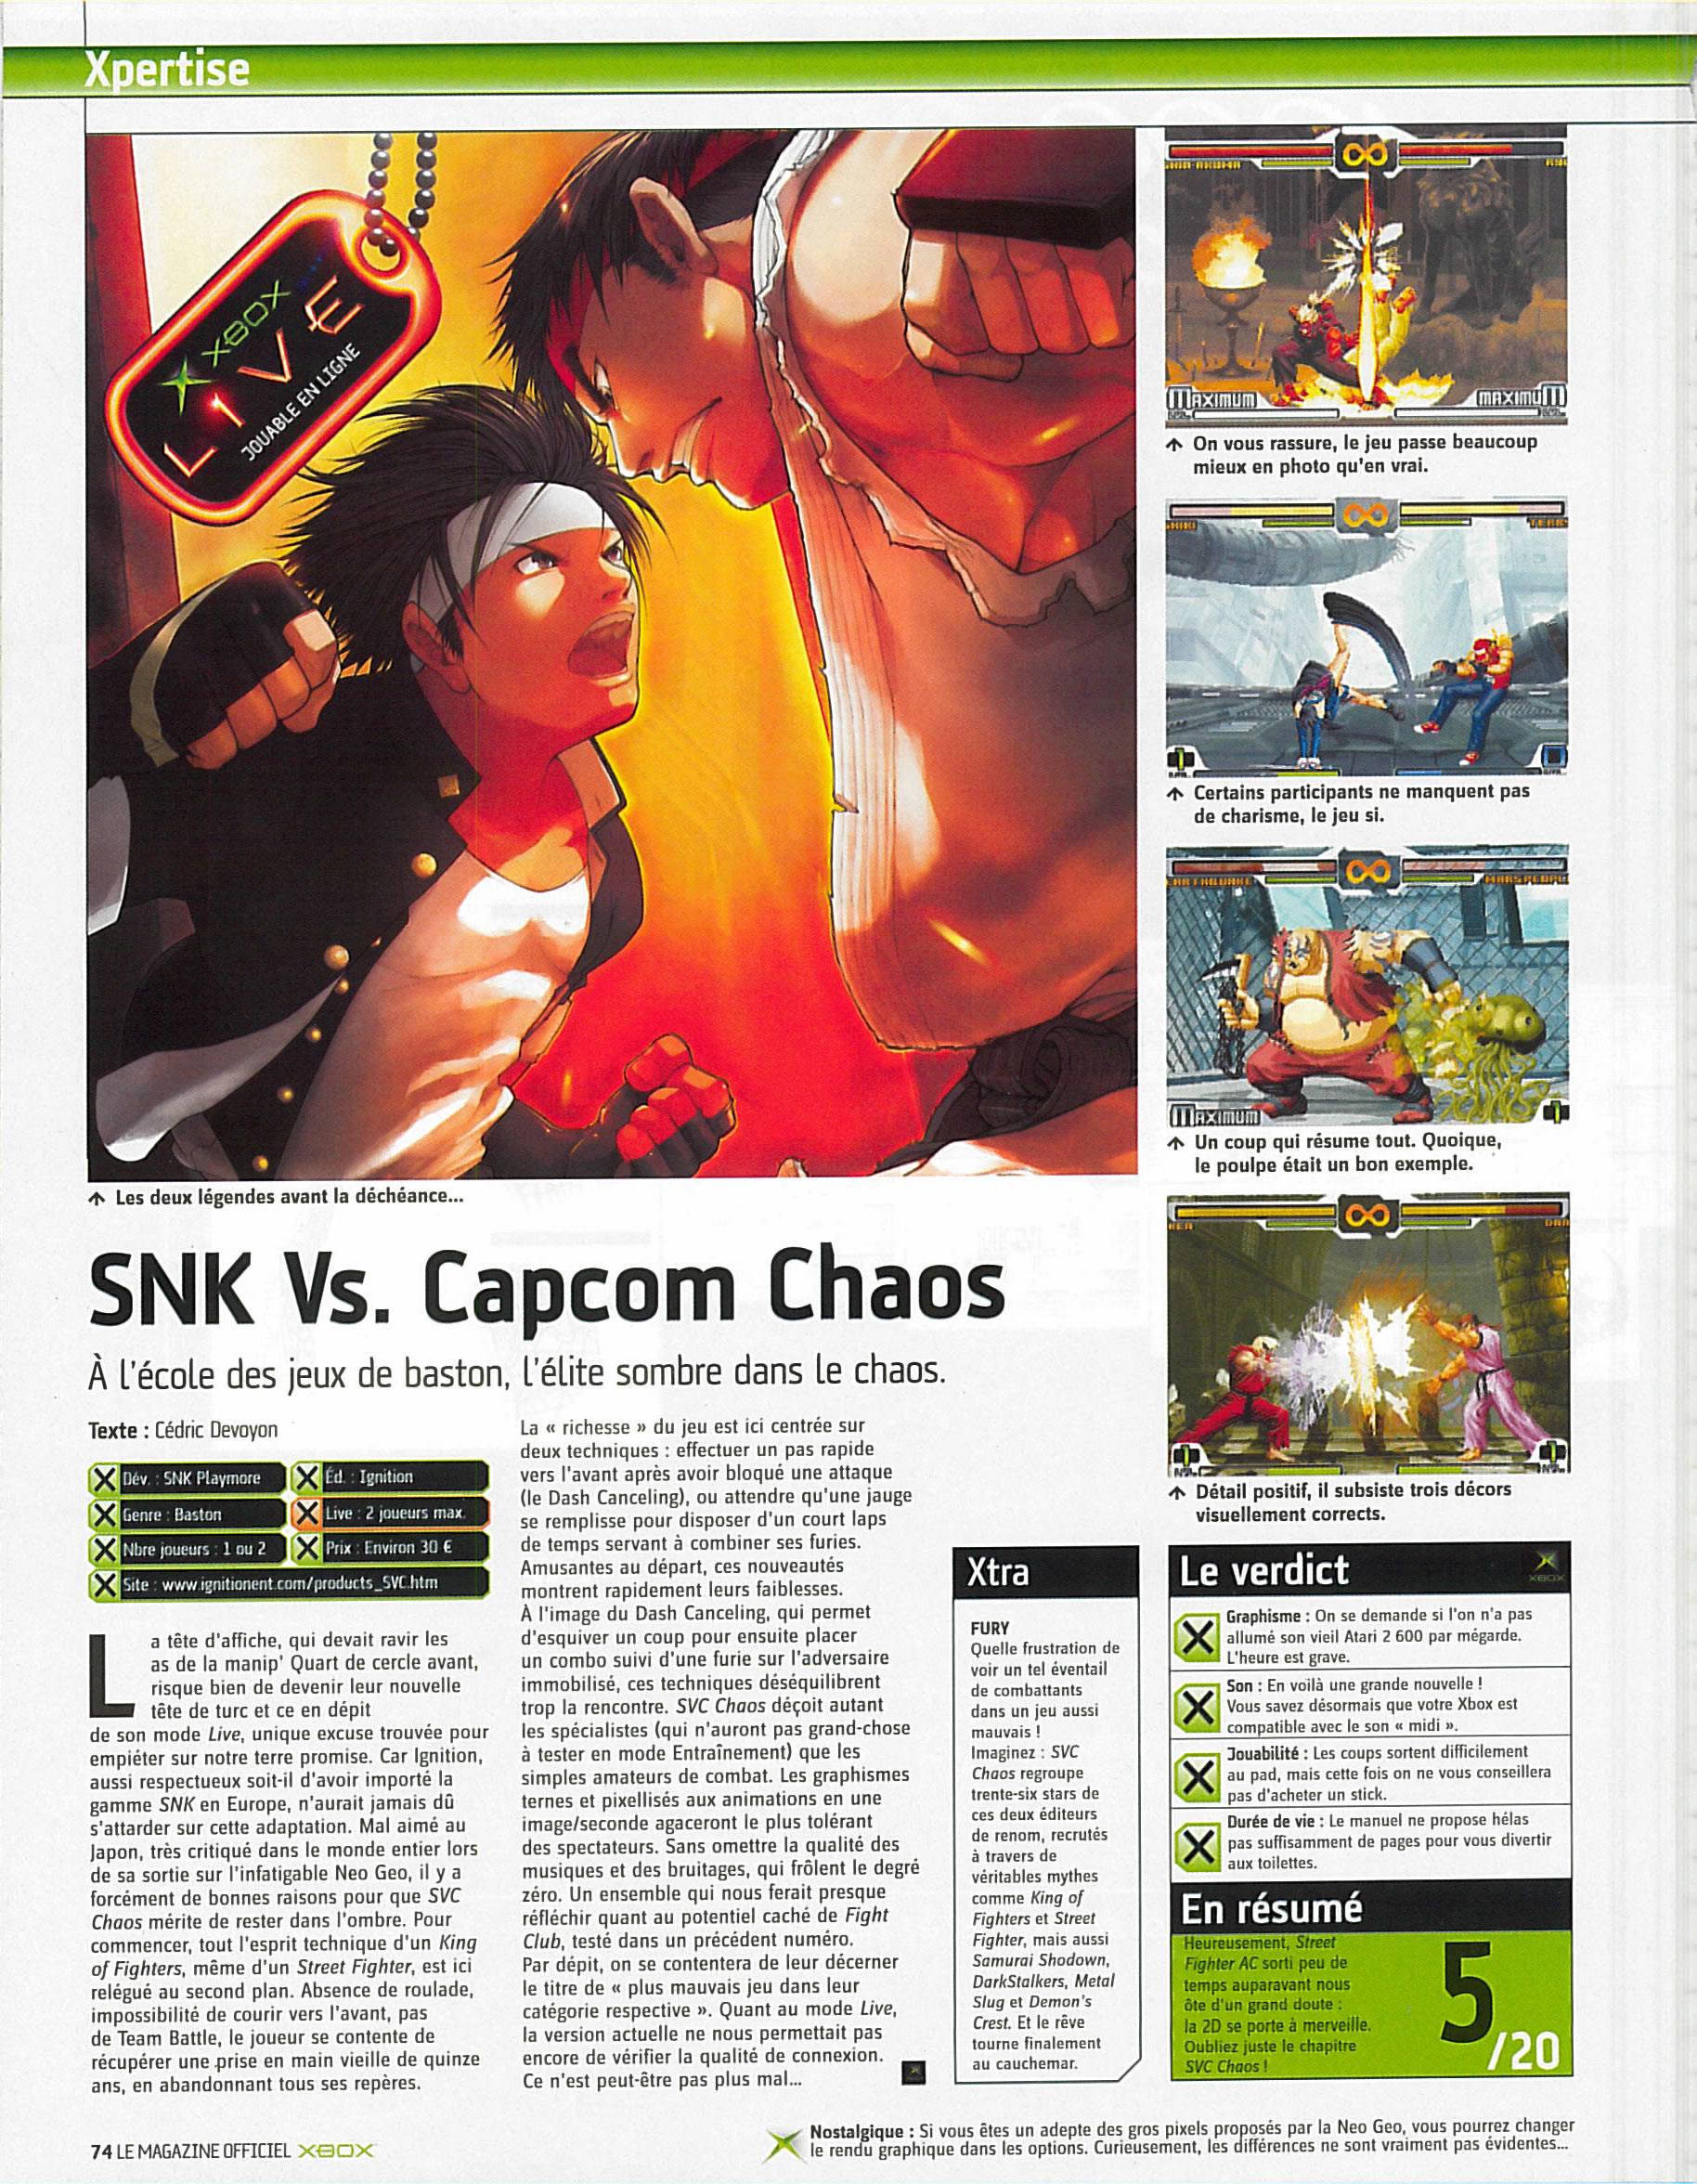 Xpertise
XBOX
LIVE
JOUABLE EN LIGNE
↑ Les deux légendes avant la déchéance...
MAXIMUM
MAXIMUM
↑ On vous rassure, le jeu passe beaucoup
mieux en photo qu'en vrai.
TERRY
↑ Certains participants ne manquent pas
de charisme, le jeu si.
EARTHQUAKE
MARS PEOPLE
MAXIMUM
↑ Un coup qui résume tout. Quoique,
le poulpe était un bon exemple.
KEN
DAN
↑ Détail positif, il subsiste trois décors
visuellement corrects.
SNK Vs. Capcom Chaos
À l'école des jeux de baston, l'élite sombre dans le chaos.
Texte : Cédric Devoyon
Dév. : SNK Playmore
Éd. : Ignition
Genre : Baston
Live : 2 joueurs max.
Nbre joueurs : 1 ou 2
Prix : Environ 30 €
Site : www.ignitionent.com/products_SVC.htm
La tête d'affiche, qui devait ravir les
as de la manip' Quart de cercle avant,
risque bien de devenir leur nouvelle
tête de turc et ce en dépit
de son mode Live, unique excuse trouvée pour
empiéter sur notre terre promise. Car Ignition,
aussi respectueux soit-il d'avoir importé la
gamme SNK en Europe, n'aurait jamais dû
s'attarder sur cette adaptation. Mal aimé au
Japon, très critiqué dans le monde entier lors
de sa sortie sur l'infatigable Neo Geo, il y a
forcément de bonnes raisons pour que SVC
Chaos mérite de rester dans l'ombre. Pour
commencer, tout l'esprit technique d'un King
of Fighters, même d'un Street Fighter, est ici
relégué au second plan. Absence de roulade,
impossibilité de courir vers l'avant, pas
de Team Battle, le joueur se contente de
récupérer une prise en main vieille de quinze
ans, en abandonnant tous ses repères.
La « richesse » du jeu est ici centrée sur
deux techniques : effectuer un pas rapide
vers l'avant après avoir bloqué une attaque
(le Dash Canceling), ou attendre qu'une jauge
se remplisse pour disposer d'un court laps
de temps servant à combiner ses furies.
Amusantes au départ, ces nouveautés
montrent rapidement leurs faiblesses.
À l'image du Dash Canceling, qui permet
d'esquiver un coup pour ensuite placer
un combo suivi d'une furie sur l'adversaire
immobilisé, ces techniques déséquilibrent
trop la rencontre. SVC Chaos déçoit autant
les spécialistes (qui n'auront pas grand-chose
à tester en mode Entraînement) que les
simples amateurs de combat. Les graphismes
ternes et pixellisés aux animations en une
image/seconde agaceront le plus tolérant
des spectateurs. Sans omettre la qualité des
musiques et des bruitages, qui frôlent le degré
zéro. Un ensemble qui nous ferait presque
réfléchir quant au potentiel caché de Fight
Club, testé dans un précédent numéro.
Par dépit, on se contentera de leur décerner
le titre de « plus mauvais jeu dans leur
catégorie respective ». Quant au mode Live,
la version actuelle ne nous permettait pas
encore de vérifier la qualité de connexion.
Ce n'est peut-être pas plus mal...
Xtra
FURY
Quelle frustration de
voir un tel éventail
de combattants
dans un jeu aussi
mauvais !
Imaginez : SVC
Chaos regroupe
trente-six stars de
ces deux éditeurs
de renom, recrutés
à travers de
véritables mythes
comme King of
Fighters et Street
Fighter, mais aussi
Samurai Shodown,
DarkStalkers, Metal
Slug et Demon's
Crest. Et le rêve
tourne finalement
au cauchemar.
Le verdict
XBOX
Graphisme : On se demande si l'on n'a pas
allumé son vieil Atari 2 600 par mégarde.
L'heure est grave.
Son : En voilà une grande nouvelle !
Vous savez désormais que votre Xbox est
compatible avec le son « midi ».
Jouabilité : Les coups sortent difficilement
au pad, mais cette fois on ne vous conseillera
pas d'acheter un stick.
Durée de vie : Le manuel ne propose hélas
pas suffisamment de pages pour vous divertir
aux toilettes.
En résumé
Heureusement, Street
Fighter AC sorti peu de
temps auparavant nous
ôte d'un grand doute :
la 2D se porte à merveille.
Oubliez juste le chapitre
SVC Chaos !
5/20
Nostalgique : Si vous êtes un adepte des gros pixels proposés par la Neo Geo, vous pourrez changer
le rendu graphique dans les options. Curieusement, les différences ne sont vraiment pas évidentes...
74 LE MAGAZINE OFFICIEL XBOX